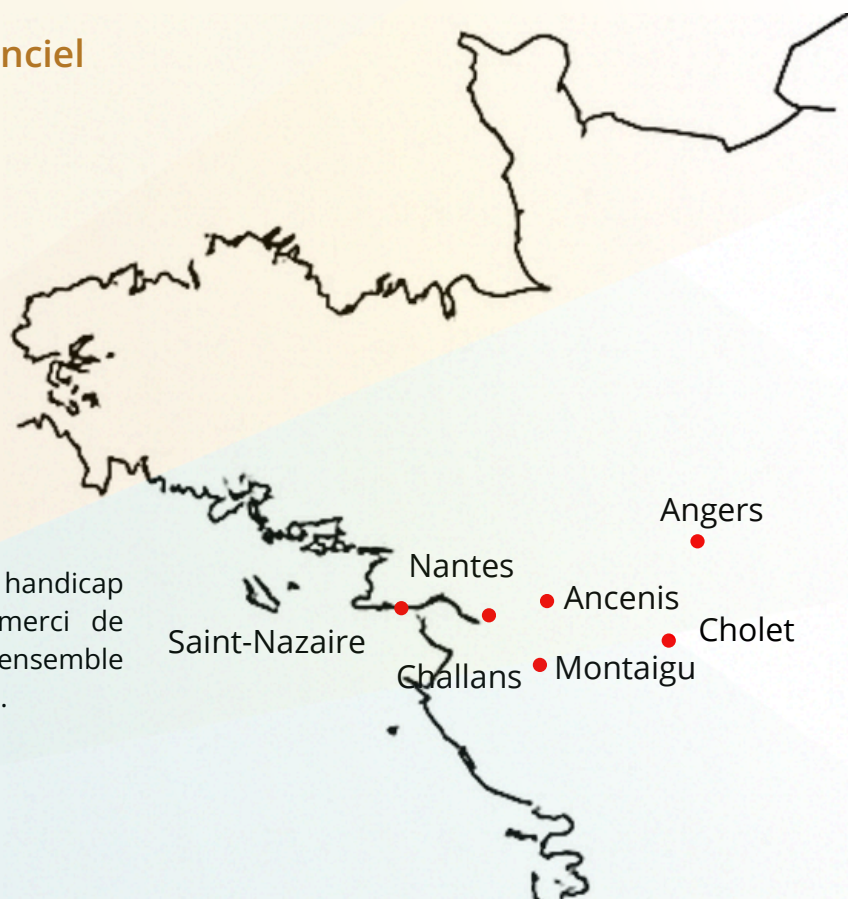 nciel
Angers
Nantes
handicap
Ancenis
merci de
Cholet
Saint-Nazaire
ensemble
Challans
Montaigu
.